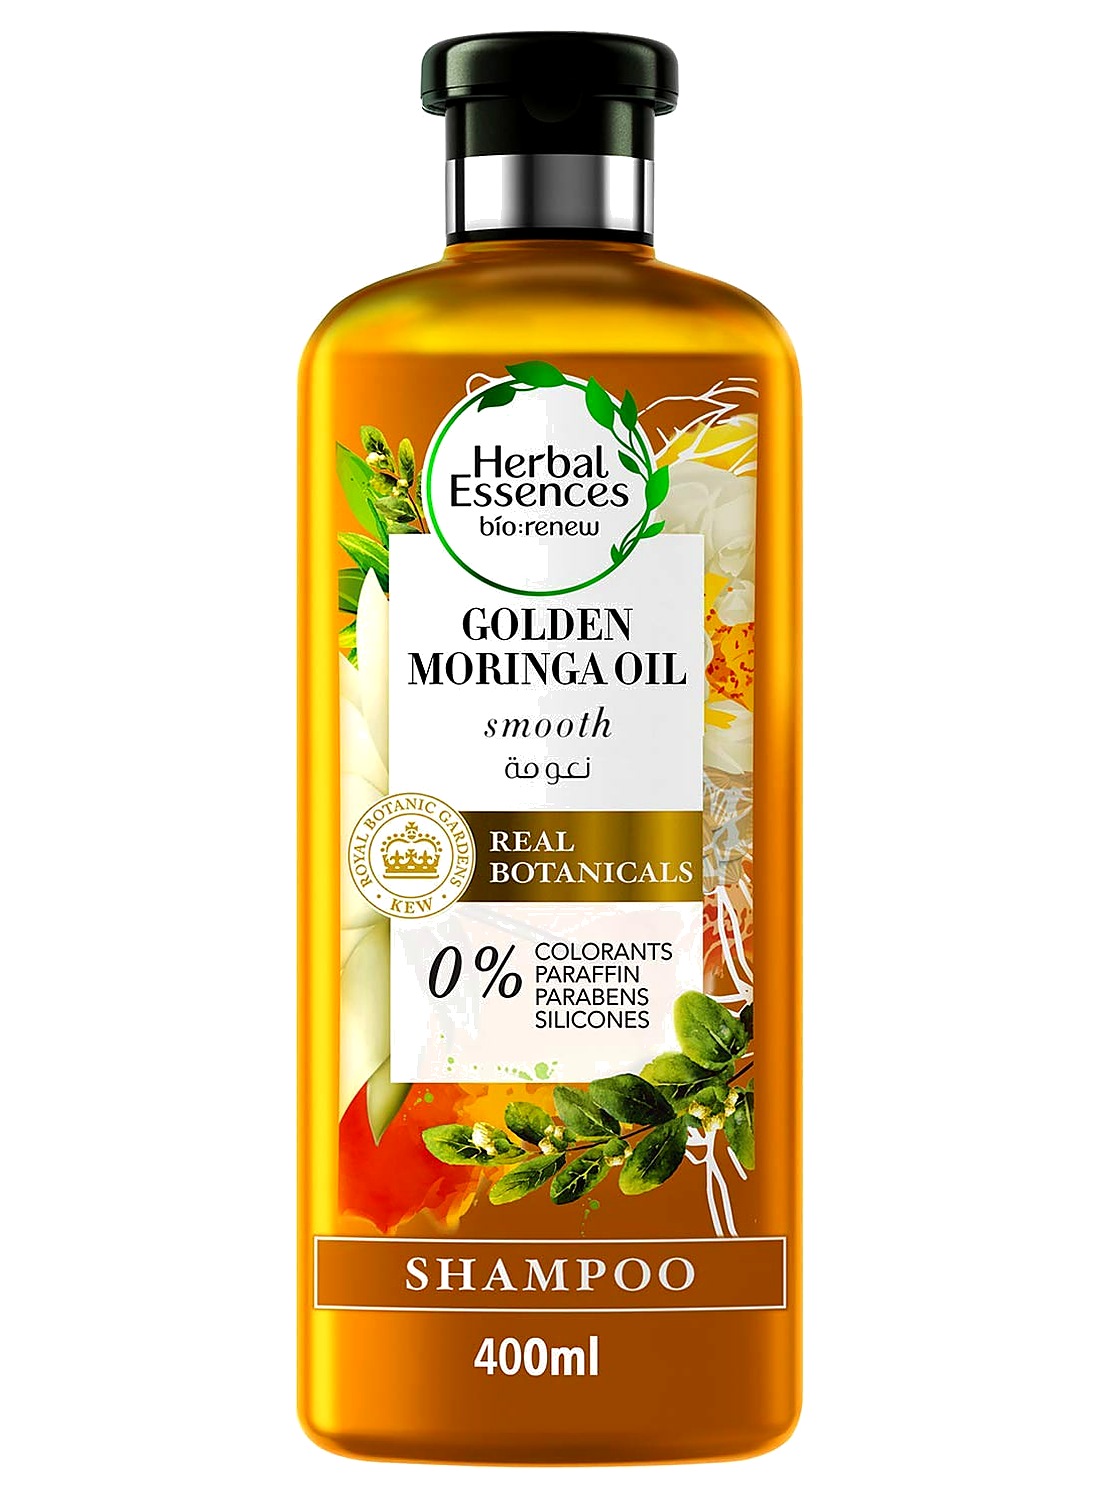 Herbal
Essences
bío:renew
GOLDEN
MORINGA OIL
smooth
نعومة
ROYAL BOTANIC GARDENS
• KEW •
REAL
BOTANICALS
0% COLORANTS
PARAFFIN
PARABENS
SILICONES
SHAMPOO
400ml